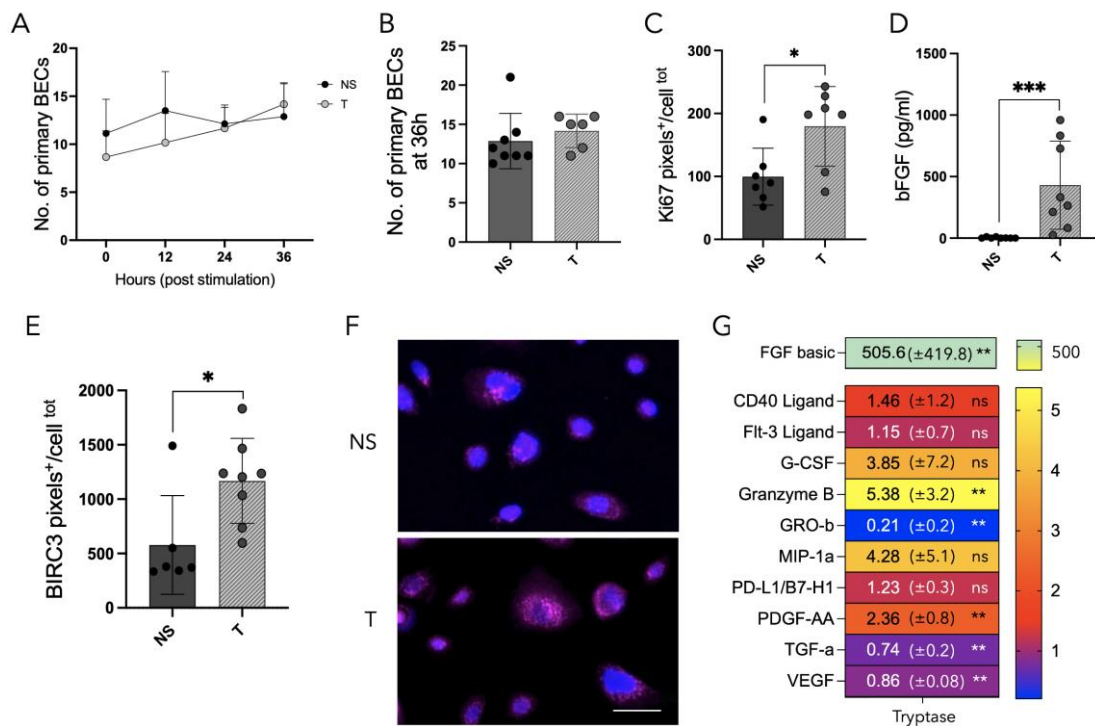 A
No. of primary BECs
20
15
10
5
0
0 12 24 36
Hours (post stimulation)
NS
T
B
No. of primary BECs
at 36h
25
20
15
10
5
0
NS T
C
Ki67 pixels+/cell tot
300
200
100
0
*
NS T
D
bFGF (pg/ml)
1500
1000
500
0
***
NS T
E
BIRC3 pixels+/cell tot
2000
1500
1000
500
0
*
NS T
F
NS
T
G
FGF basic 505.6 (±419.8) **
500
CD40 Ligand 1.46 (±1.2) ns
Flt-3 Ligand 1.15 (±0.7) ns
G-CSF 3.85 (±7.2) ns
Granzyme B 5.38 (±3.2) **
GRO-b 0.21 (±0.2) **
MIP-1a 4.28 (±5.1) ns
PD-L1/B7-H1 1.23 (±0.3) ns
PDGF-AA 2.36 (±0.8) **
TGF-a 0.74 (±0.2) **
VEGF 0.86 (±0.08) **
Tryptase
5
4
3
2
1